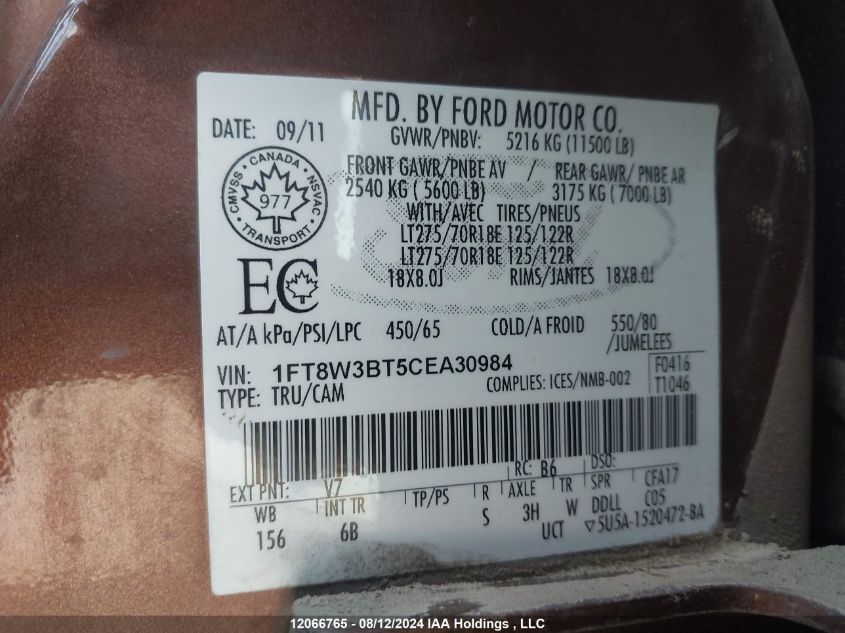 MFD. BY FORD MOTOR CO.
DATE: 09/11
GVWR/PNBV: 5216 KG (11500 LB)
FRONT GAWR/PNBE AV / REAR GAWR/ PNBE AR
2540 KG ( 5600 LB) 3175 KG ( 7000 LB)
WITH/AVEC TIRES/PNEUS
LT275/70R18E 125/122R
LT275/70R18E 125/122R
18X8.0J RIMS/JANTES 18X8.0J
CANADA
CMVSS NSVAC
977
TRANSPORT
EC
AT/A kPa/PSI/LPC 450/65 COLD/A FROID 550/80
/JUMELEES
VIN: 1FT8W3BT5CEA30984
F0416
TYPE: TRU/CAM COMPLIES: ICES/NMB-002
T1046
RC: B6 DSO:
EXT PNT: V7
WB INT TR TP/PS R AXLE TR SPR CFA17
156 6B S 3H W DDLL C05
UCT ▽5U5A-1520472-BA
12066765 - 08/12/2024 IAA Holdings , LLC